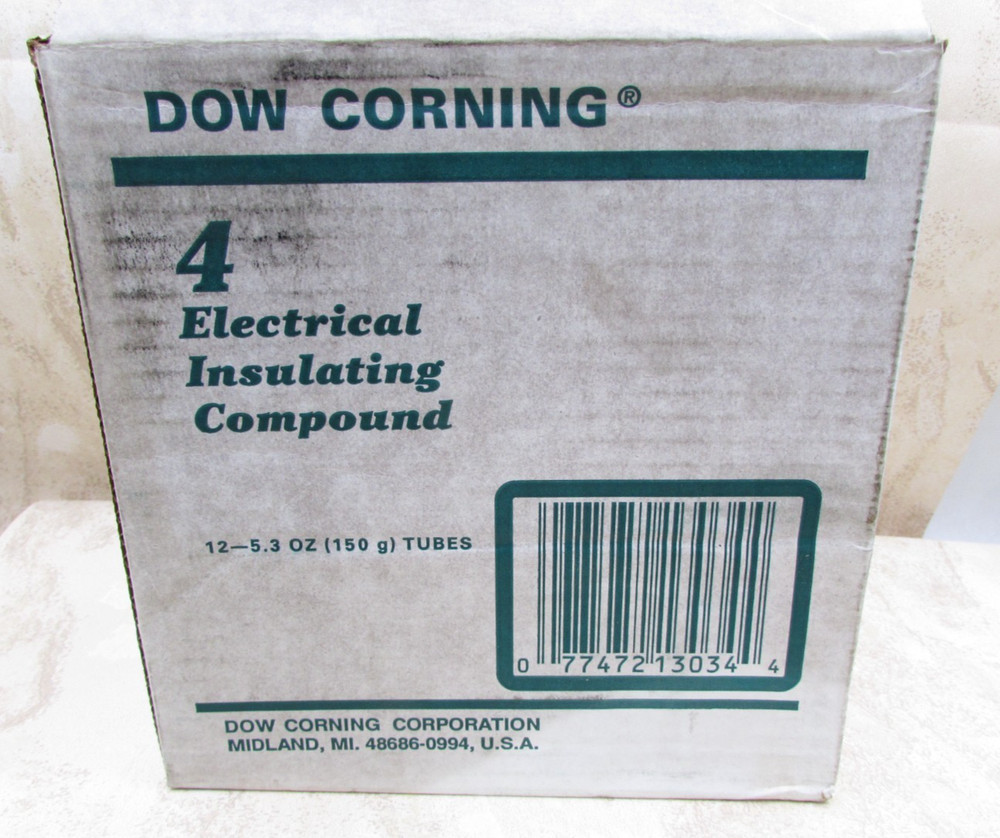 DOW CORNING®
4
Electrical
Insulating
Compound
12—5.3 OZ (150 g) TUBES
0 77472 13034 4
DOW CORNING CORPORATION
MIDLAND, MI. 48686-0994, U.S.A.